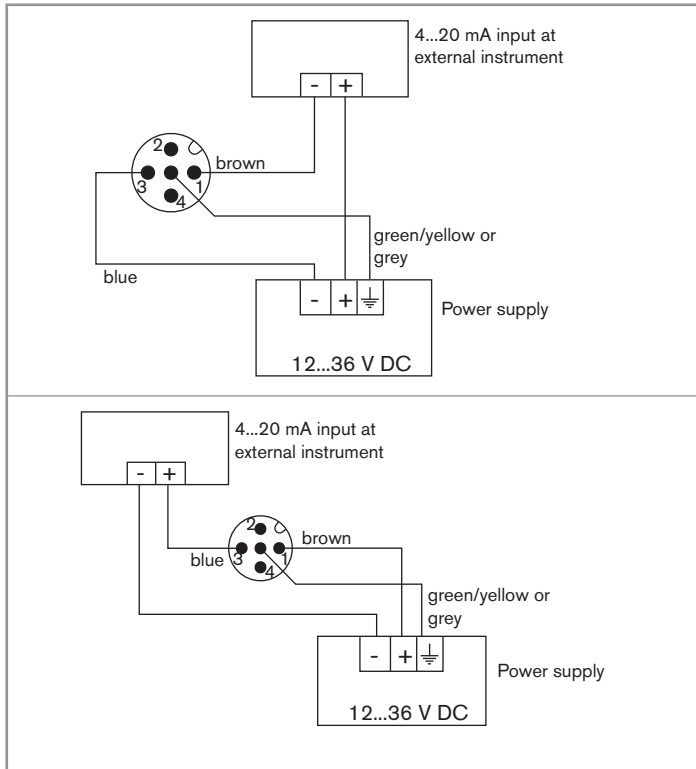 4...20 mA input at
external instrument
- +
2
brown
3
1
4
green/yellow or
grey
blue
- +
Power supply
12...36 V DC
4...20 mA input at
external instrument
- +
2
brown
blue
3
1
4
green/yellow or
grey
- +
Power supply
12...36 V DC